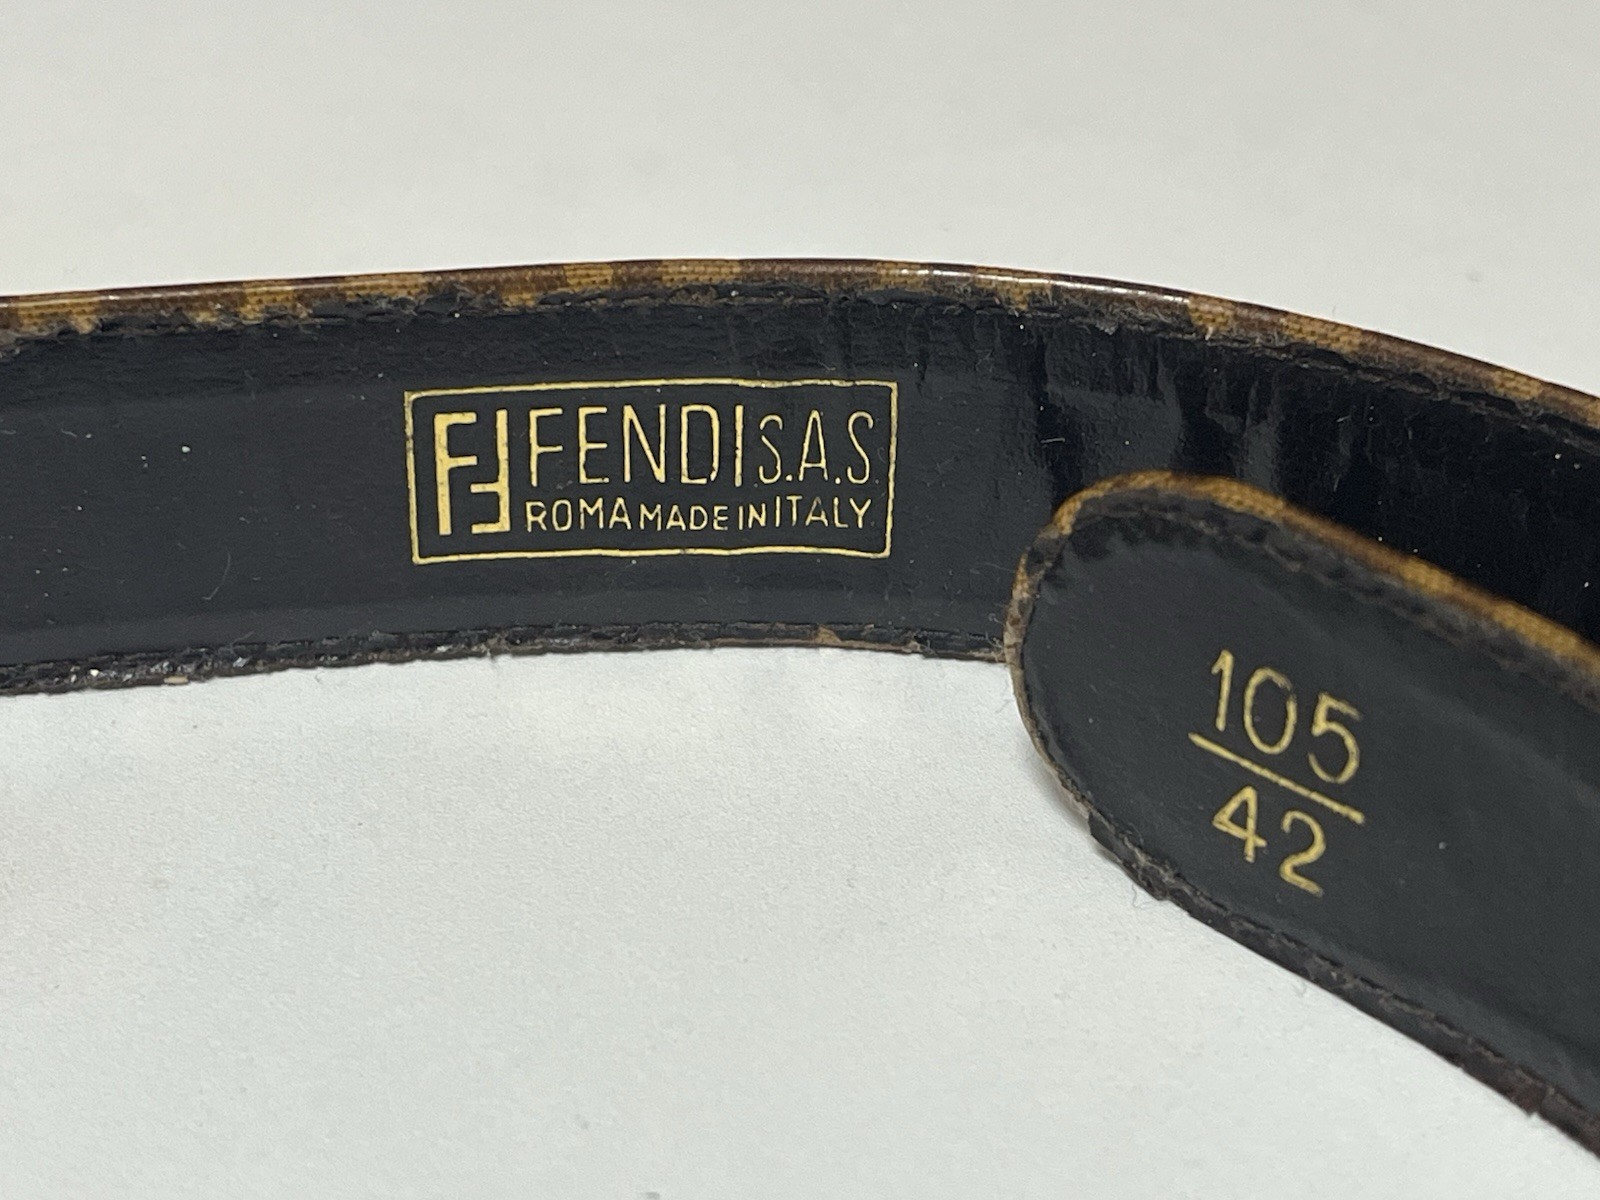 FENDI S.A.S.
ROMA MADE IN ITALY
105
42